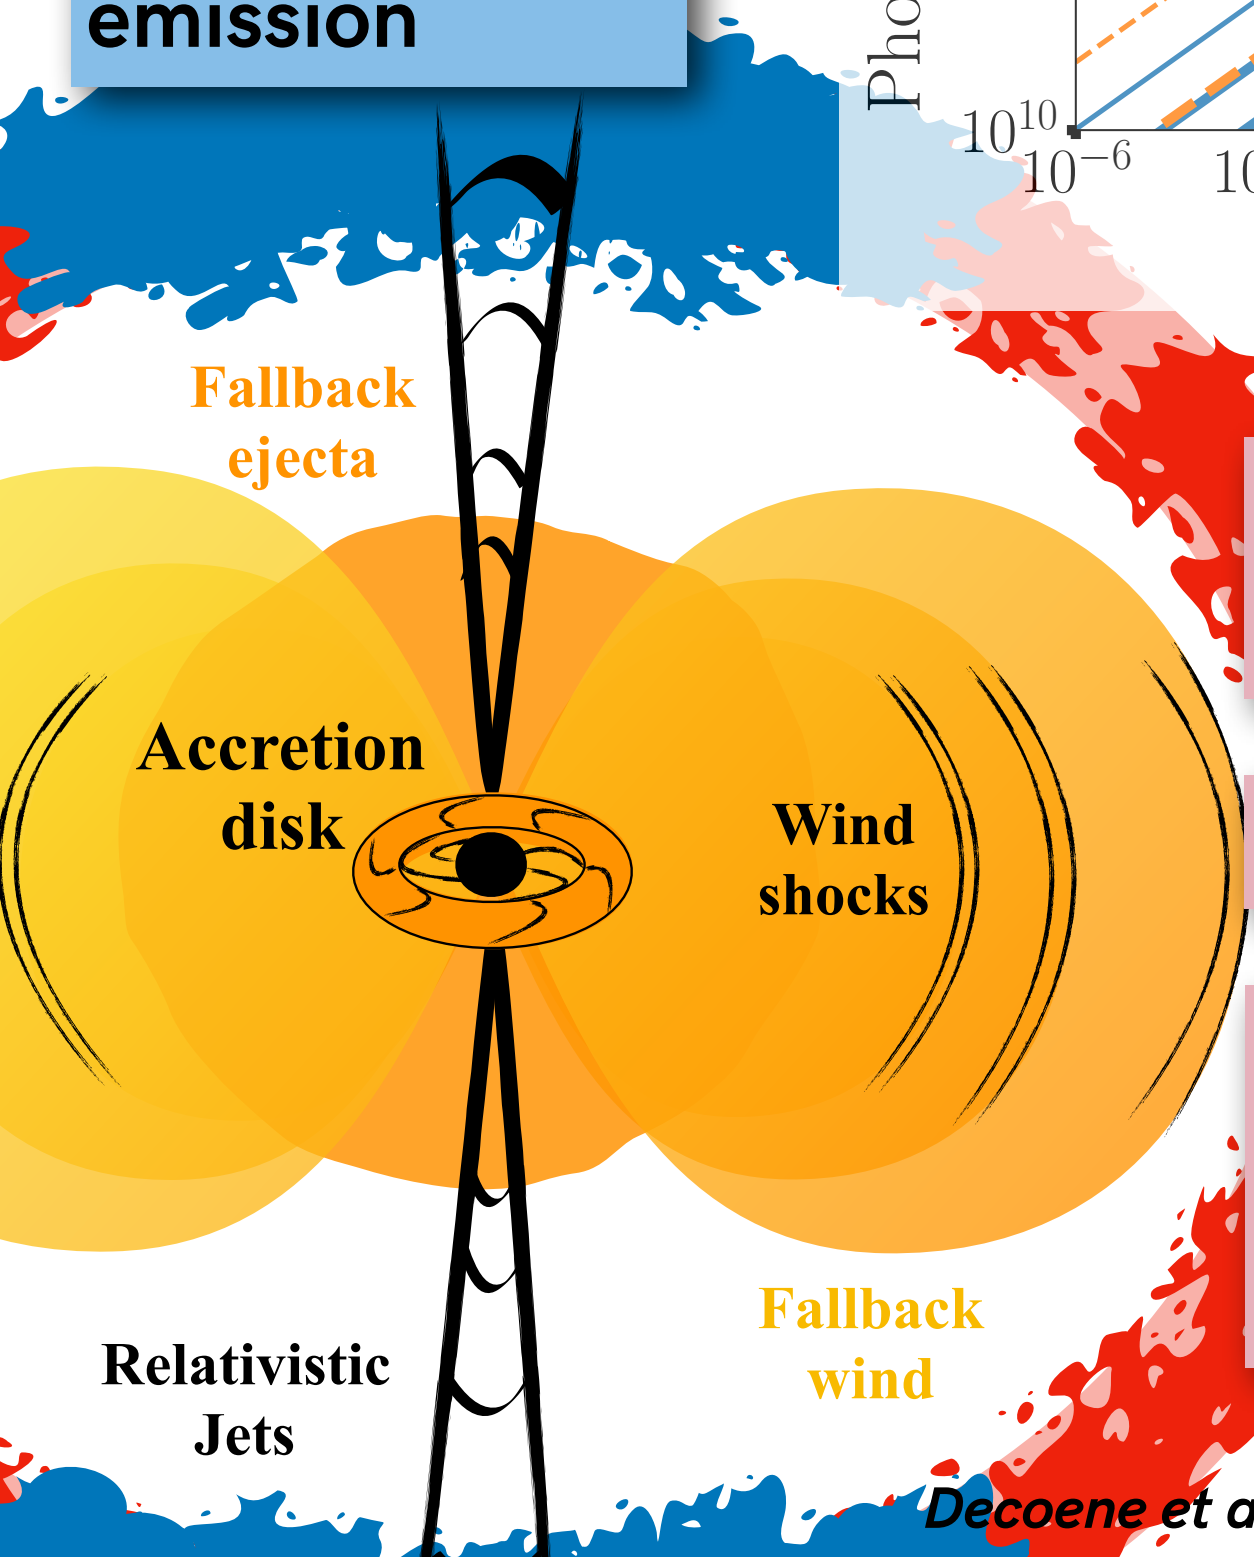 emission
Pho
10^10
10^−6
10
Fallback
ejecta
Accretion
disk
Wind
shocks
Fallback
wind
Relativistic
Jets
Decoene et a